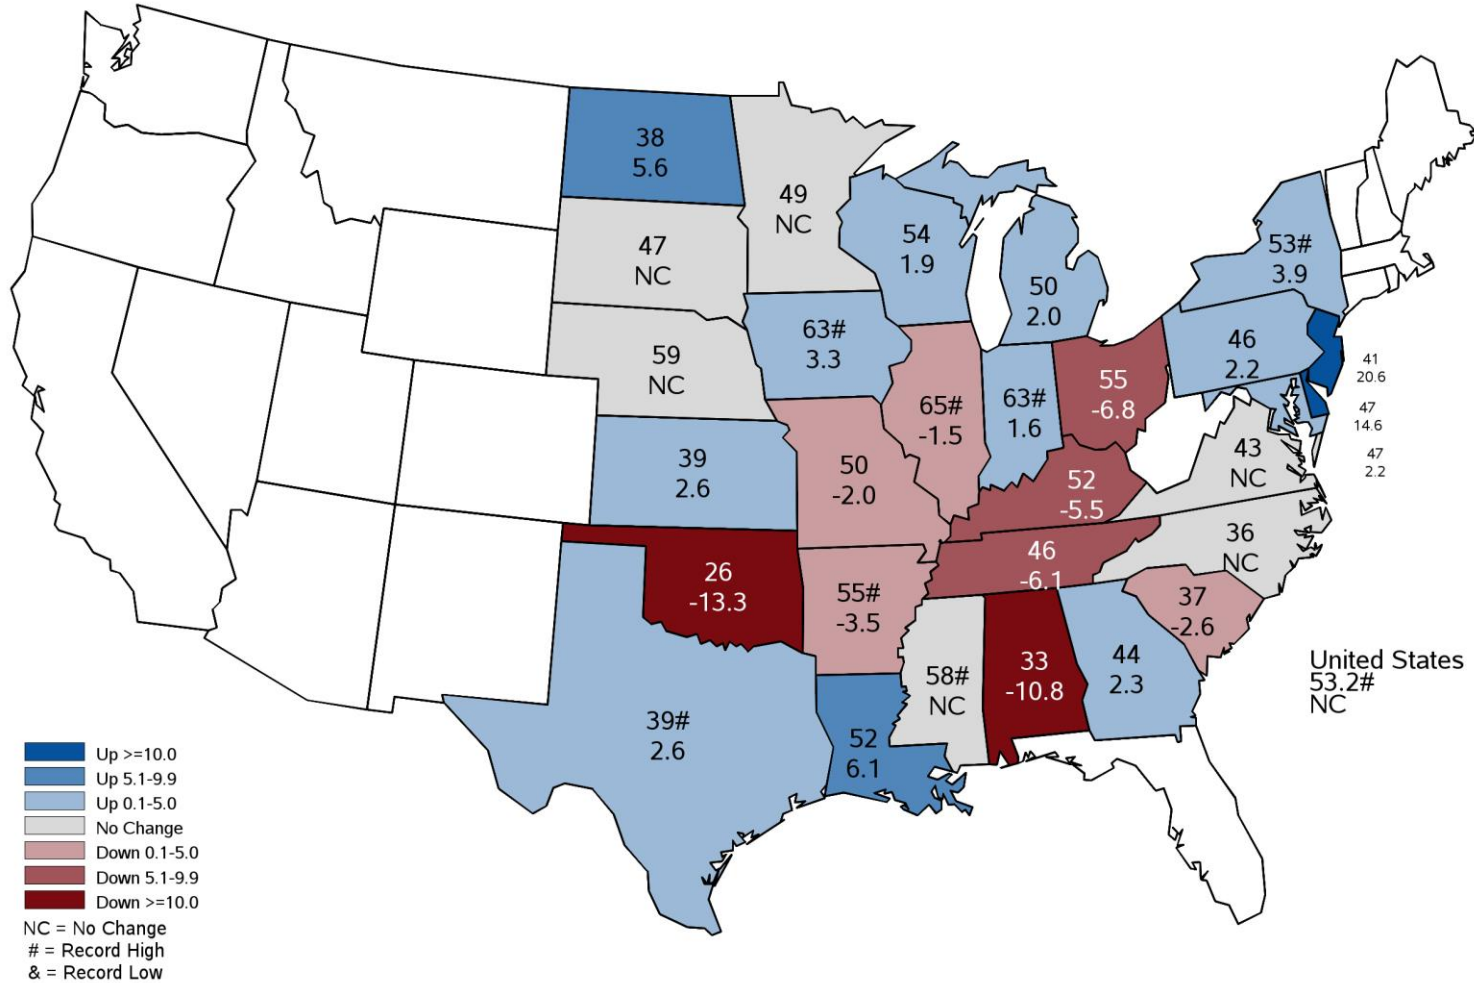 38
5.6
49
NC
47
NC
54
1.9
53#
3.9
50
2.0
63#
3.3
59
NC
46
2.2
41
20.6
55
-6.8
65#
-1.5
63#
1.6
47
14.6
39
2.6
50
-2.0
43
NC
47
2.2
52
-5.5
36
NC
46
-6.1
26
-13.3
55#
-3.5
37
-2.6
58#
NC
33
-10.8
44
2.3
39#
2.6
52
6.1
United States
53.2#
NC
Up >=10.0
Up 5.1-9.9
Up 0.1-5.0
No Change
Down 0.1-5.0
Down 5.1-9.9
Down >=10.0
NC = No Change
# = Record High
& = Record Low